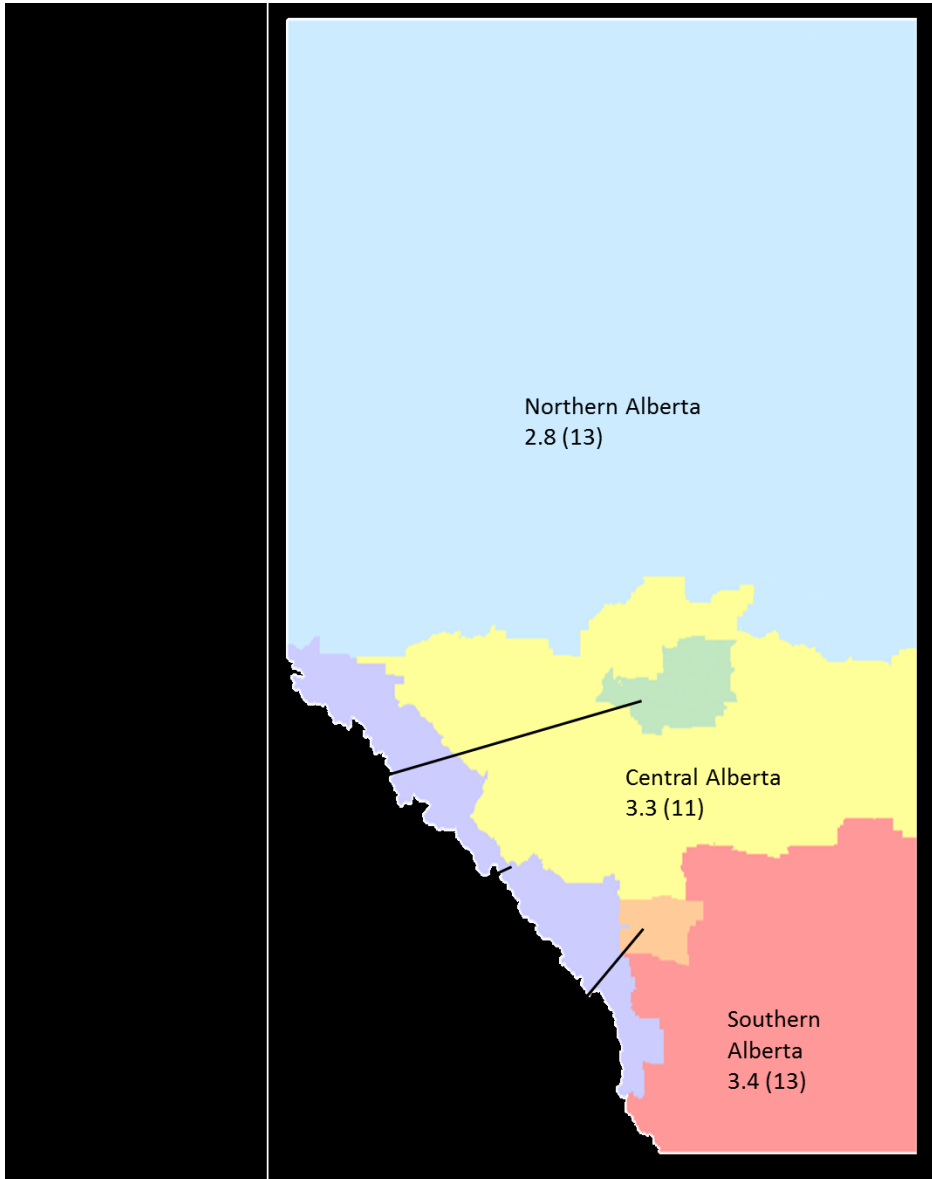 Northern Alberta
2.8 (13)
Central Alberta
3.3 (11)
Southern
Alberta
3.4 (13)